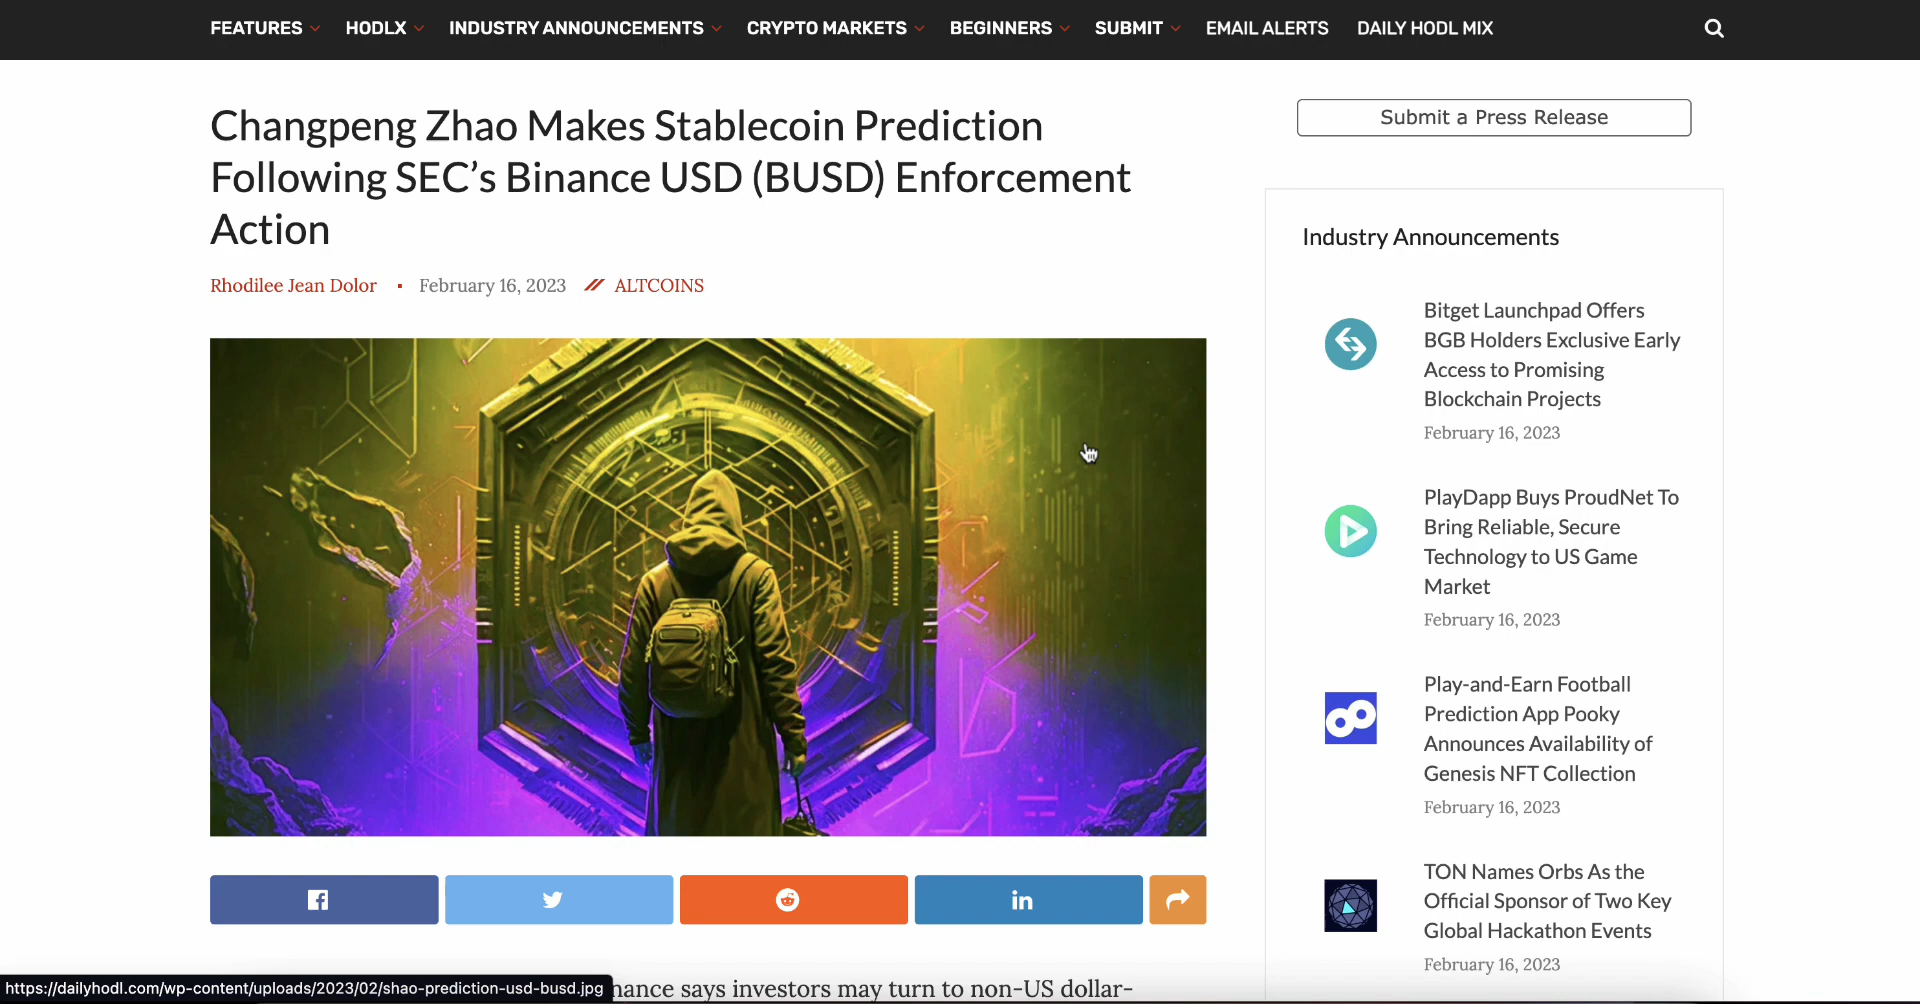 FEATURES HODLX INDUSTRY ANNOUNCEMENTS CRYPTO MARKETS BEGINNERS SUBMIT EMAIL ALERTS DAILY HODL MIX
Changpeng Zhao Makes Stablecoin Prediction
Following SEC’s Binance USD (BUSD) Enforcement
Action
Rhodilee Jean Dolor • February 16, 2023 // ALTCOINS
Submit a Press Release
Industry Announcements
Bitget Launchpad Offers
BGB Holders Exclusive Early
Access to Promising
Blockchain Projects
February 16, 2023
PlayDapp Buys ProudNet To
Bring Reliable, Secure
Technology to US Game
Market
February 16, 2023
Play-and-Earn Football
Prediction App Pooky
Announces Availability of
Genesis NFT Collection
February 16, 2023
TON Names Orbs As the
Official Sponsor of Two Key
Global Hackathon Events
February 16, 2023
in
says investors may turn to non-US dollar-
https://dailyhodl.com/wp-content/uploads/2023/02/shao-prediction-usd-busd.jpg